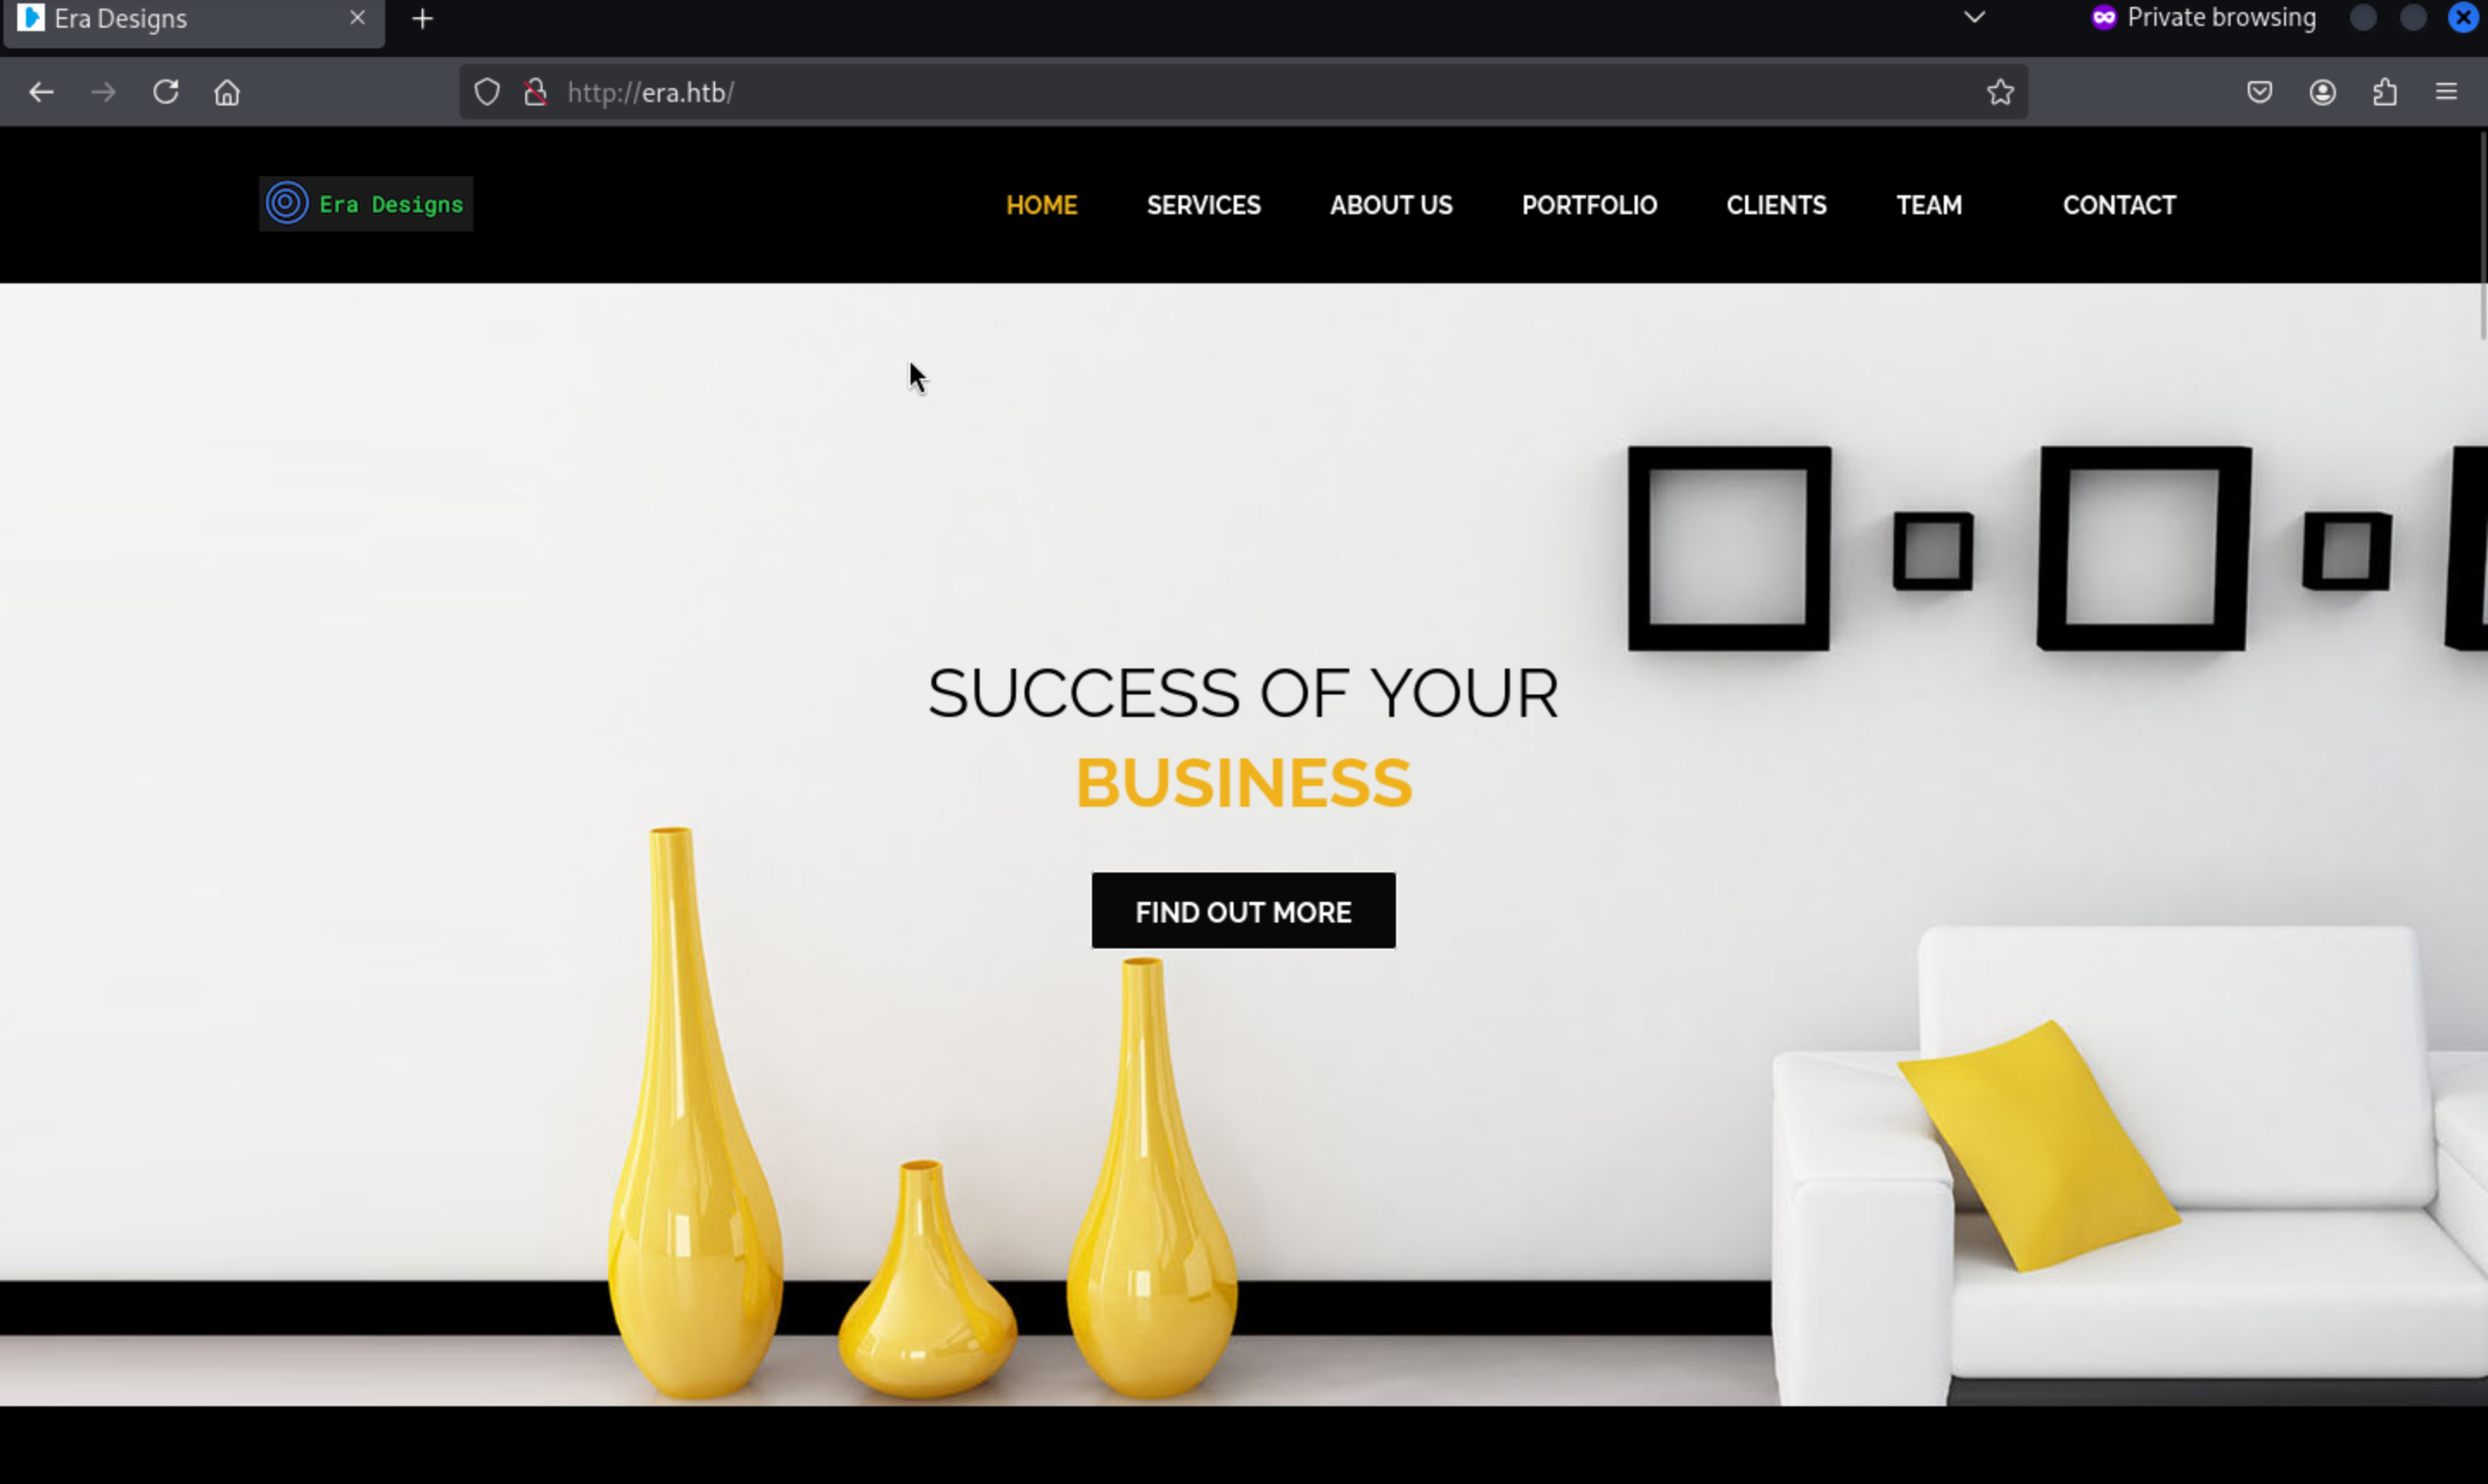 Era Designs
Private browsing
http://era.htb/
Era Designs
HOME SERVICES ABOUT US PORTFOLIO CLIENTS TEAM CONTACT
SUCCESS OF YOUR
BUSINESS
FIND OUT MORE